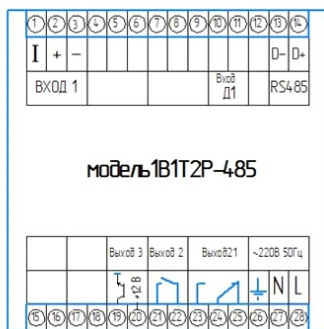 1 2 3 4 5 6 7 8 9 10 11 12 13 14
I + − D- D+
ВХОД 1 Вход Д1 RS485
модель1В1Т2Р-485
Выход 3 Выход 2 Выход21 ~220В 50Гц
+12 В N L
15 16 17 18 19 20 21 22 23 24 25 26 27 28